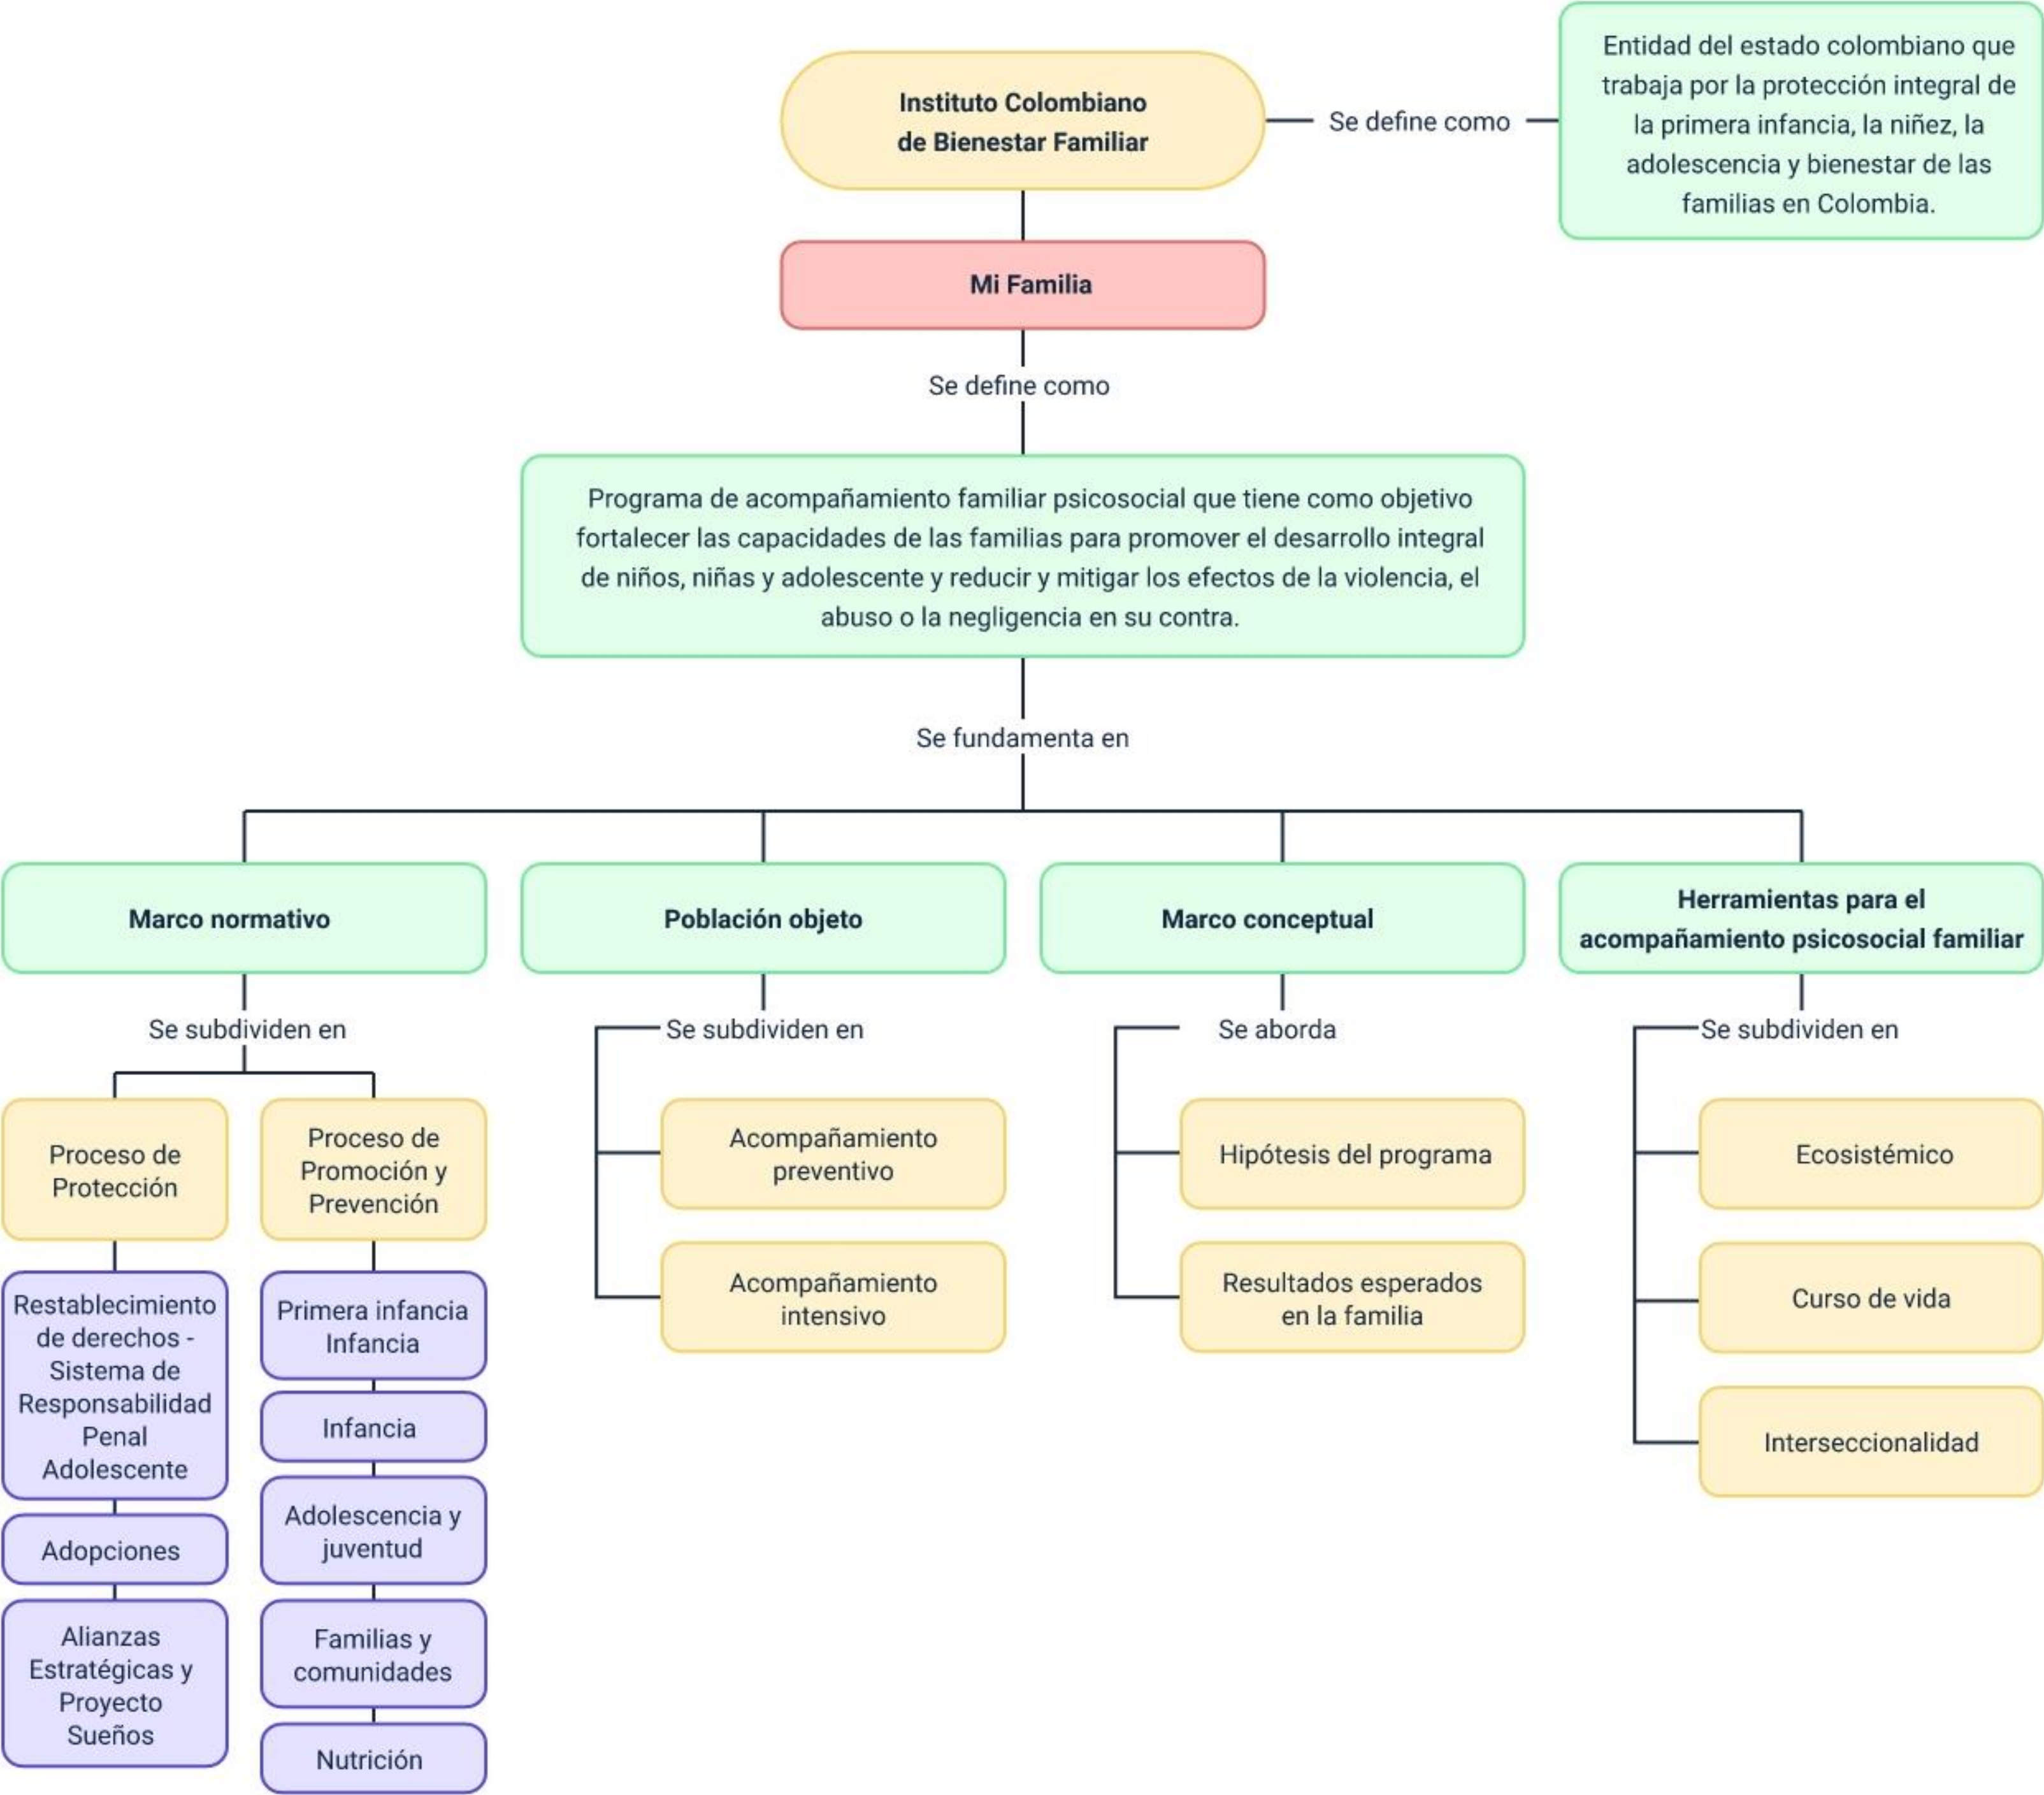 Instituto Colombiano
de Bienestar Familiar
Se define como
Entidad del estado colombiano que
trabaja por la protección integral de
la primera infancia, la niñez, la
adolescencia y bienestar de las
familias en Colombia.
Mi Familia
Se define como
Programa de acompañamiento familiar psicosocial que tiene como objetivo
fortalecer las capacidades de las familias para promover el desarrollo integral
de niños, niñas y adolescente y reducir y mitigar los efectos de la violencia, el
abuso o la negligencia en su contra.
Se fundamenta en
Marco normativo
Se subdividen en
Proceso de
Protección
Restablecimiento
de derechos -
Sistema de
Responsabilidad
Penal
Adolescente
Adopciones
Alianzas
Estratégicas y
Proyecto
Sueños
Proceso de
Promoción y
Prevención
Primera infancia
Infancia
Infancia
Adolescencia y
juventud
Familias y
comunidades
Nutrición
Población objeto
Se subdividen en
Acompañamiento
preventivo
Acompañamiento
intensivo
Marco conceptual
Se aborda
Hipótesis del programa
Resultados esperados
en la familia
Herramientas para el
acompañamiento psicosocial familiar
Se subdividen en
Ecosistémico
Curso de vida
Interseccionalidad